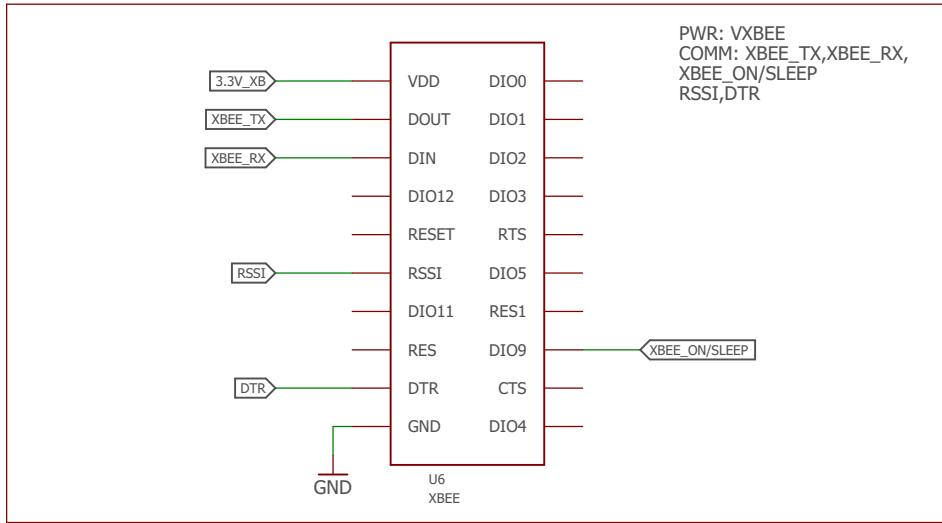 PWR: VXBEE
COMM: XBEE_TX,XBEE_RX,
XBEE_ON/SLEEP
RSSI,DTR
3.3V_XB VDD DIO0
XBEE_TX DOUT DIO1
XBEE_RX DIN DIO2
DIO12 DIO3
RESET RTS
RSSI RSSI DIO5
DIO11 RES1
RES DIO9 XBEE_ON/SLEEP
DTR DTR CTS
GND DIO4
GND
U6
XBEE